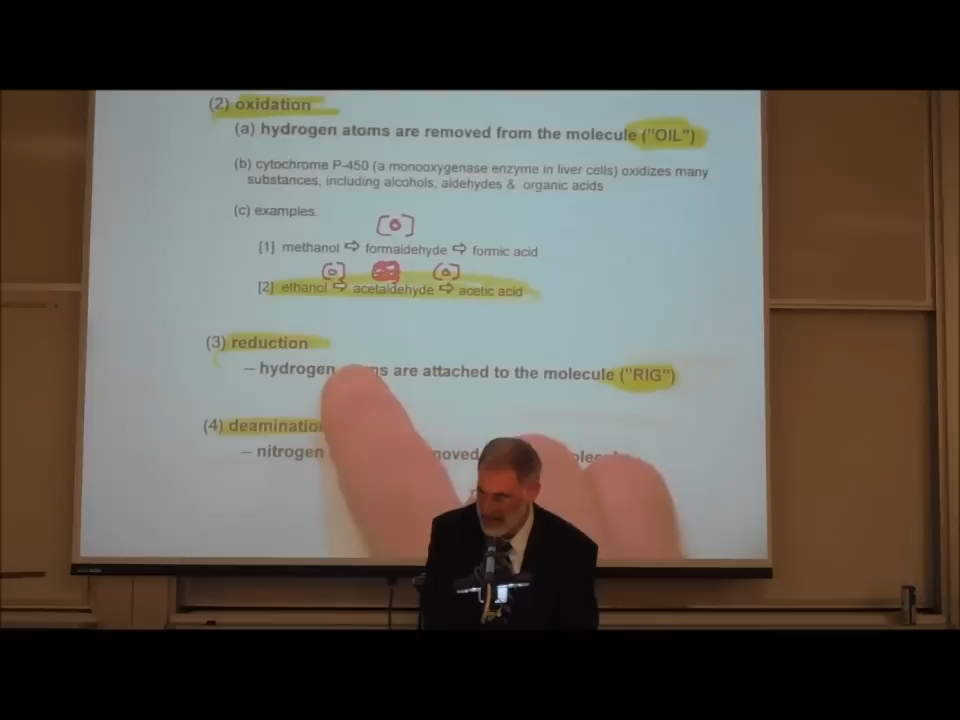 (2) oxidation
(a) hydrogen atoms are removed from the molecule ("OIL")
(b) cytochrome P-450 (a monooxygenase enzyme in liver cells) oxidizes many
substances, including alcohols, aldehydes & organic acids
(c) examples:
[O]
[1] methanol ⇨ formaldehyde ⇨ formic acid
[O] [O]
[2] ethanol ⇨ acetaldehyde ⇨ acetic acid
(3) reduction
– hydrogen are attached to the molecule ("RIG")
(4)
– nitrogen